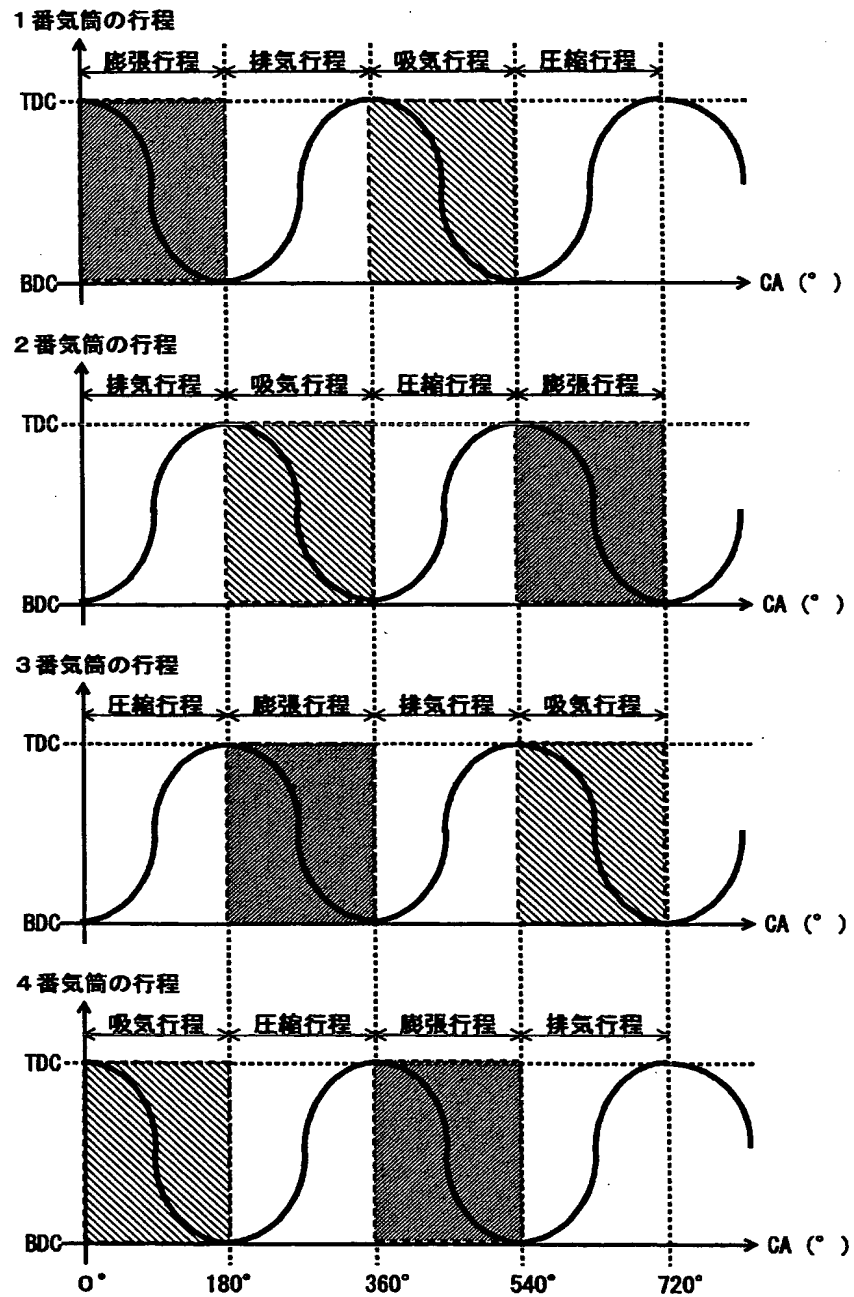 1番気筒の行程
膨張行程 排気行程 吸気行程 圧縮行程
TDC
BDC CA (°)
2番気筒の行程
排気行程 吸気行程 圧縮行程 膨張行程
TDC
BDC CA (°)
3番気筒の行程
圧縮行程 膨張行程 排気行程 吸気行程
TDC
BDC CA (°)
4番気筒の行程
吸気行程 圧縮行程 膨張行程 排気行程
TDC
BDC CA (°)
0° 180° 360° 540° 720°